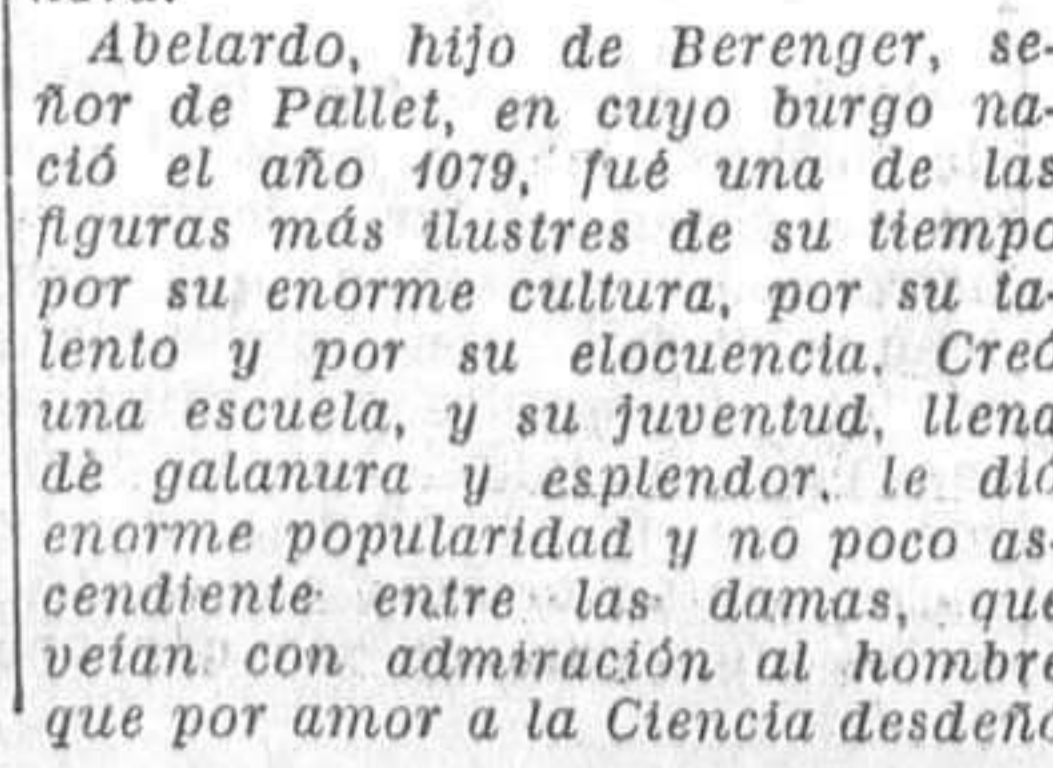 Abelardo, hijo de Berenger, se-
ñor de Pallet, en cuyo burgo na-
ció el año 1079, fué una de las
figuras más ilustres de su tiempo
por su enorme cultura, por su ta-
lento y por su elocuencia. Creó
una escuela, y su juventud, llena
de galanura y esplendor, le dió
enorme popularidad y no poco as-
cendiente entre las damas, que
veían con admiración al hombre
que por amor a la Ciencia desdeñó